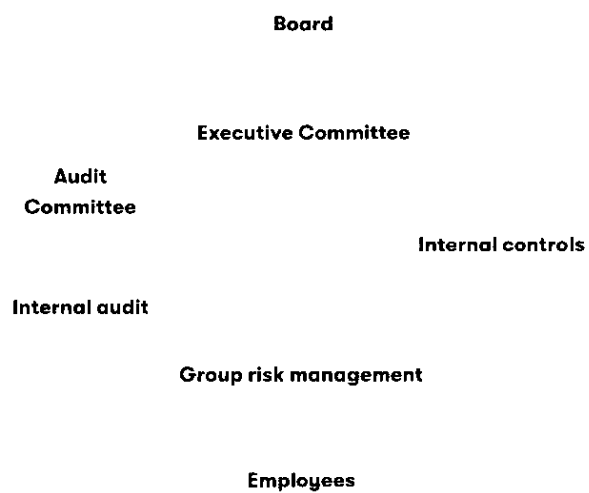 Board
Executive Committee
Audit
Committee
Internal controls
Internal audit
Group risk management
Employees